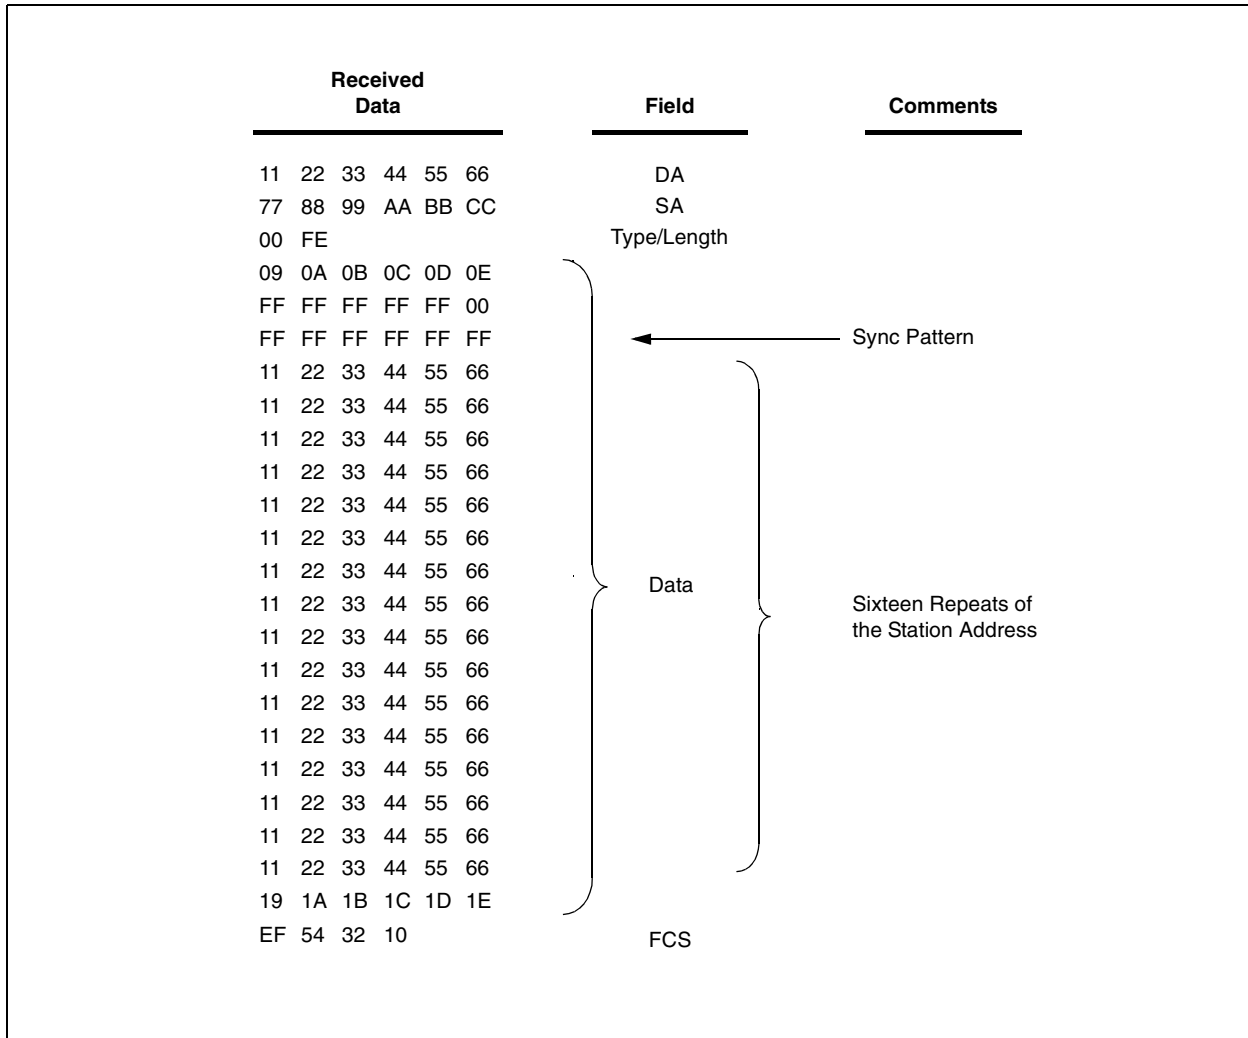 Received
Data Field Comments
11 22 33 44 55 66 DA
77 88 99 AA BB CC SA
00 FE Type/Length
09 0A 0B 0C 0D 0E
FF FF FF FF FF 00
FF FF FF FF FF FF Sync Pattern
11 22 33 44 55 66
11 22 33 44 55 66
11 22 33 44 55 66
11 22 33 44 55 66
11 22 33 44 55 66
11 22 33 44 55 66
11 22 33 44 55 66 Data
11 22 33 44 55 66 Sixteen Repeats of
11 22 33 44 55 66 the Station Address
11 22 33 44 55 66
11 22 33 44 55 66
11 22 33 44 55 66
11 22 33 44 55 66
11 22 33 44 55 66
11 22 33 44 55 66
11 22 33 44 55 66
19 1A 1B 1C 1D 1E
EF 54 32 10 FCS